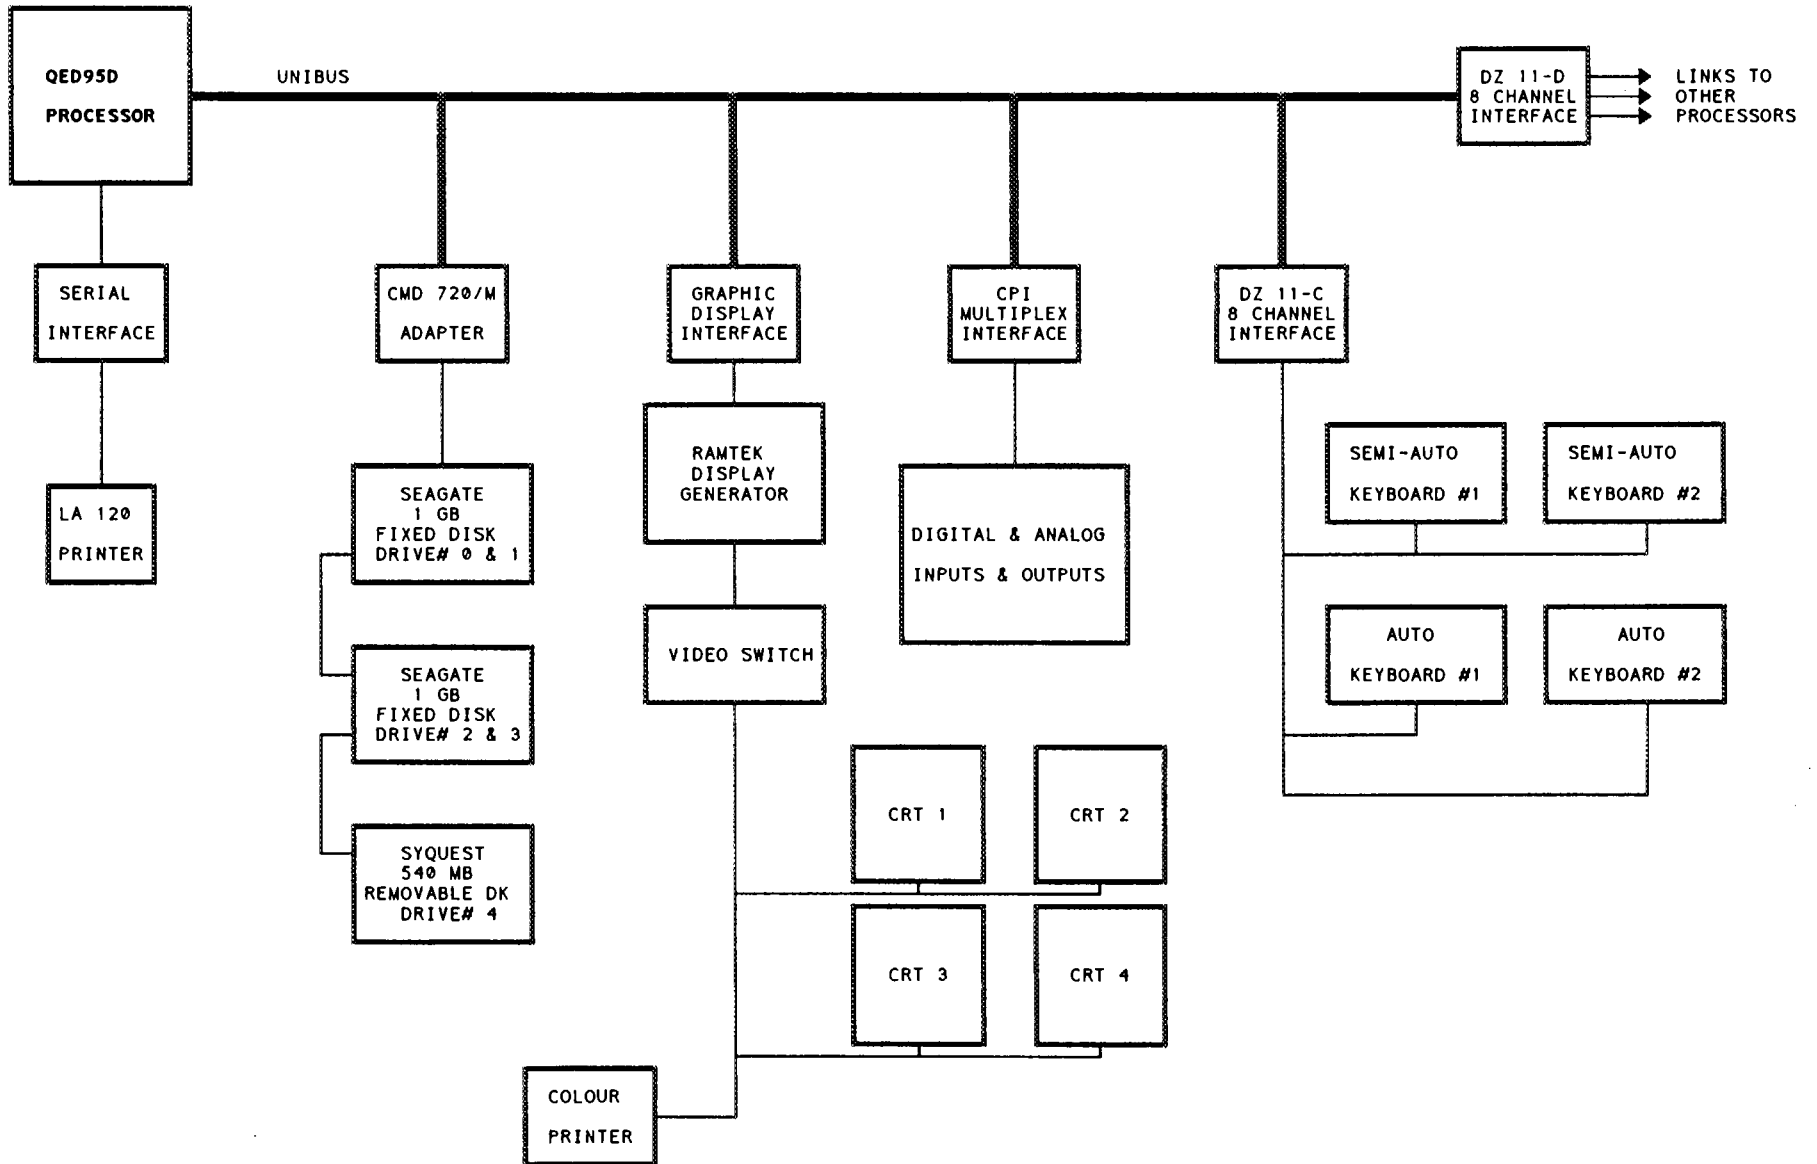 QED95D
PROCESSOR
UNIBUS
DZ 11-D
8 CHANNEL
INTERFACE
LINKS TO
OTHER
PROCESSORS
SERIAL
INTERFACE
CMD 720/M
ADAPTER
GRAPHIC
DISPLAY
INTERFACE
CPI
MULTIPLEX
INTERFACE
DZ 11-C
8 CHANNEL
INTERFACE
LA 120
PRINTER
SEAGATE
1 GB
FIXED DISK
DRIVE# 0 & 1
RAMTEK
DISPLAY
GENERATOR
DIGITAL & ANALOG
INPUTS & OUTPUTS
SEMI-AUTO
KEYBOARD #1
SEMI-AUTO
KEYBOARD #2
SEAGATE
1 GB
FIXED DISK
DRIVE# 2 & 3
VIDEO SWITCH
AUTO
KEYBOARD #1
AUTO
KEYBOARD #2
SYQUEST
540 MB
REMOVABLE DK
DRIVE# 4
CRT 1
CRT 2
CRT 3
CRT 4
COLOUR
PRINTER